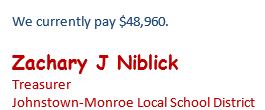 We currently pay $48,960.
Zachary J Niblick
Treasurer
Johnstown-Monroe Local School District